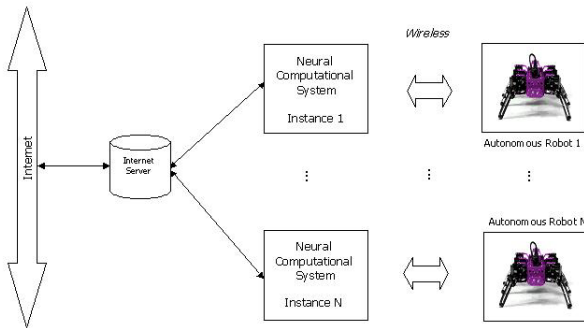 Internet
Internet
Server
Neural
Computational
System
Instance 1
Wireless
Autonomous Robot 1
Neural
Computational
System
Instance N
Autonomous Robot N